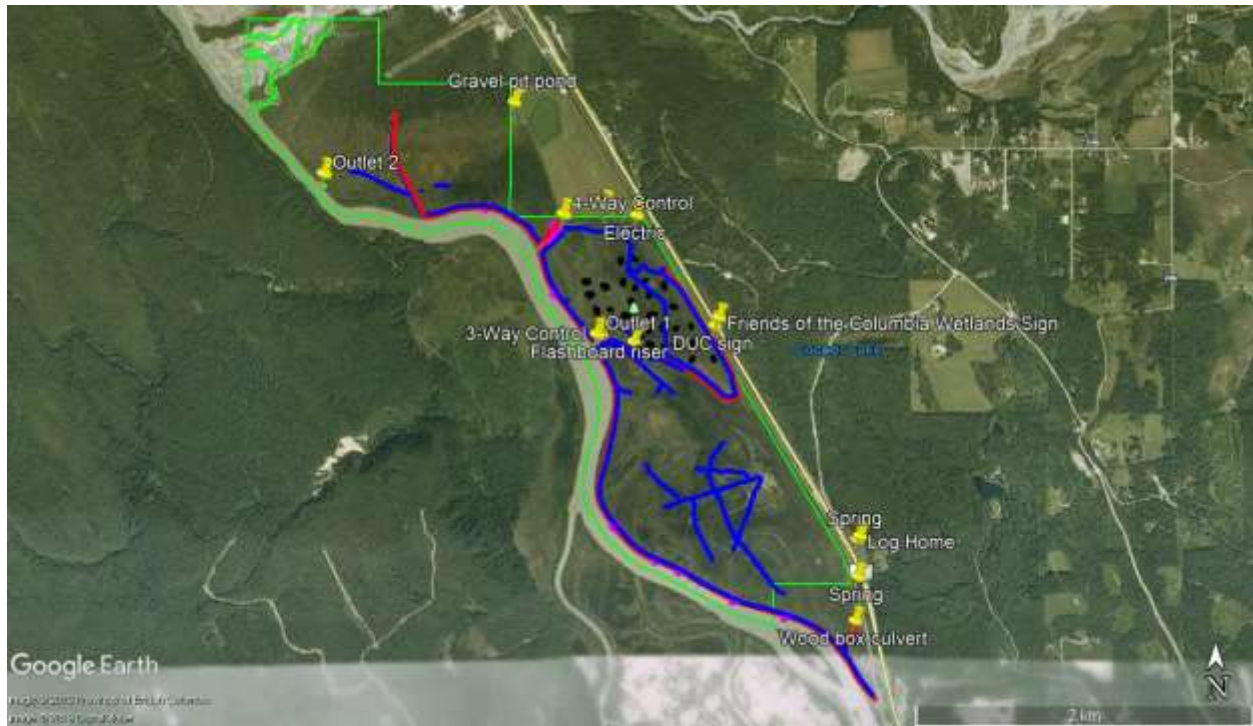 Gravel pit pond
Outlet 2
4-Way Control
Electric
3-Way Control
Outlet 1
Flashboard riser
DUC sign
Friends of the Columbia Wetlands Sign
Spring
Log Home
Spring
Wood box culvert
Google Earth
N
2 km